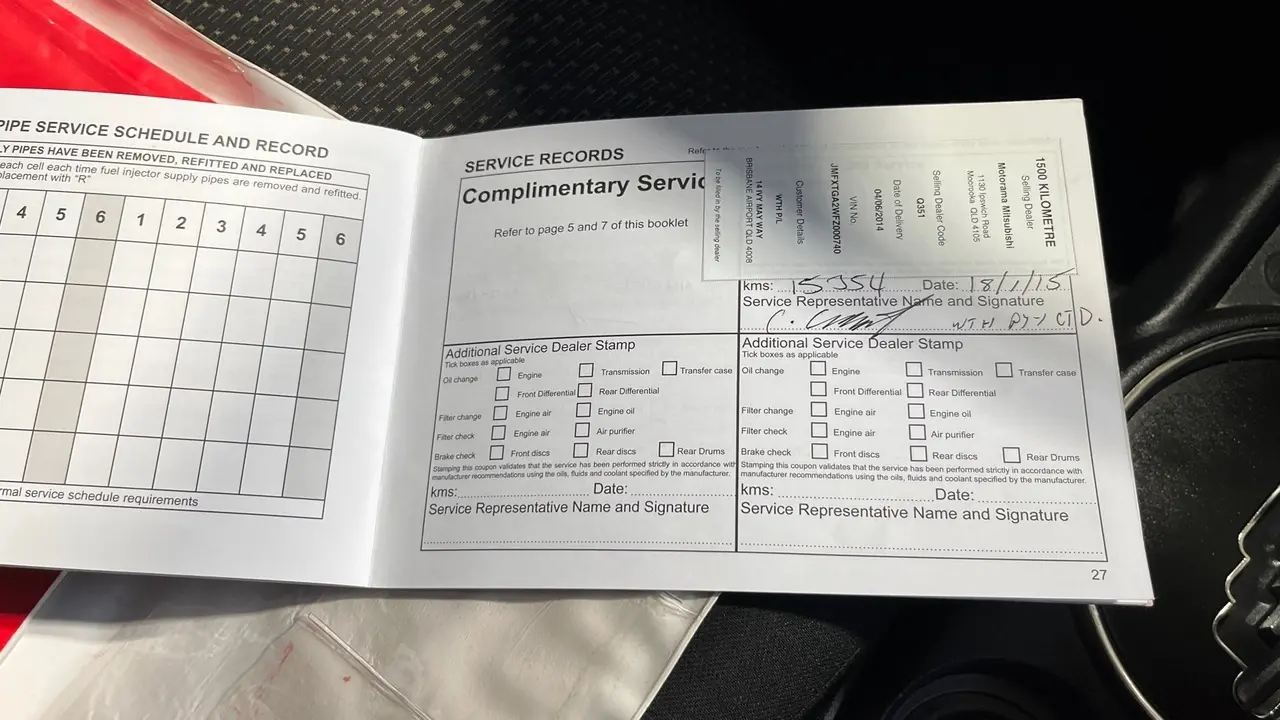 PIPE SERVICE SCHEDULE AND RECORD
LY PIPES HAVE BEEN REMOVED, REFITTED AND REPLACED
each cell each time fuel injector supply pipes are removed and refitted.
placement with "R"
4 5 6 1 2 3 4 5 6
rmal service schedule requirements
SERVICE RECORDS
Complimentary Servic
Refer to page 5 and 7 of this booklet
1500 KILOMETRE
Selling Dealer
Motorama Mitsubishi
1130 Ipswich Road
Moorooka QLD 4105
Selling Dealer Code
Q351
Date of Delivery
04/06/2014
VIN No.
JMFXTGA2WFZ000740
Customer Details
WTH P/L
14 IVY MAY WAY
BRISBANE AIRPORT QLD 4008
To be filled in by the selling dealer
kms: 15354 Date: 18/1/15
Service Representative Name and Signature
C. WTH PTY LTD.
Additional Service Dealer Stamp
Tick boxes as applicable
Oil change Engine Transmission Transfer case
Front Differential Rear Differential
Filter change Engine air Engine oil
Filter check Engine air Air purifier
Brake check Front discs Rear discs Rear Drums
Stamping this coupon validates that the service has been performed strictly in accordance with
manufacturer recommendations using the oils, fluids and coolant specified by the manufacturer.
kms: Date:
Service Representative Name and Signature
Additional Service Dealer Stamp
Tick boxes as applicable
Oil change Engine Transmission Transfer case
Front Differential Rear Differential
Filter change Engine air Engine oil
Filter check Engine air Air purifier
Brake check Front discs Rear discs Rear Drums
Stamping this coupon validates that the service has been performed strictly in accordance with
manufacturer recommendations using the oils, fluids and coolant specified by the manufacturer.
kms: Date:
Service Representative Name and Signature
27